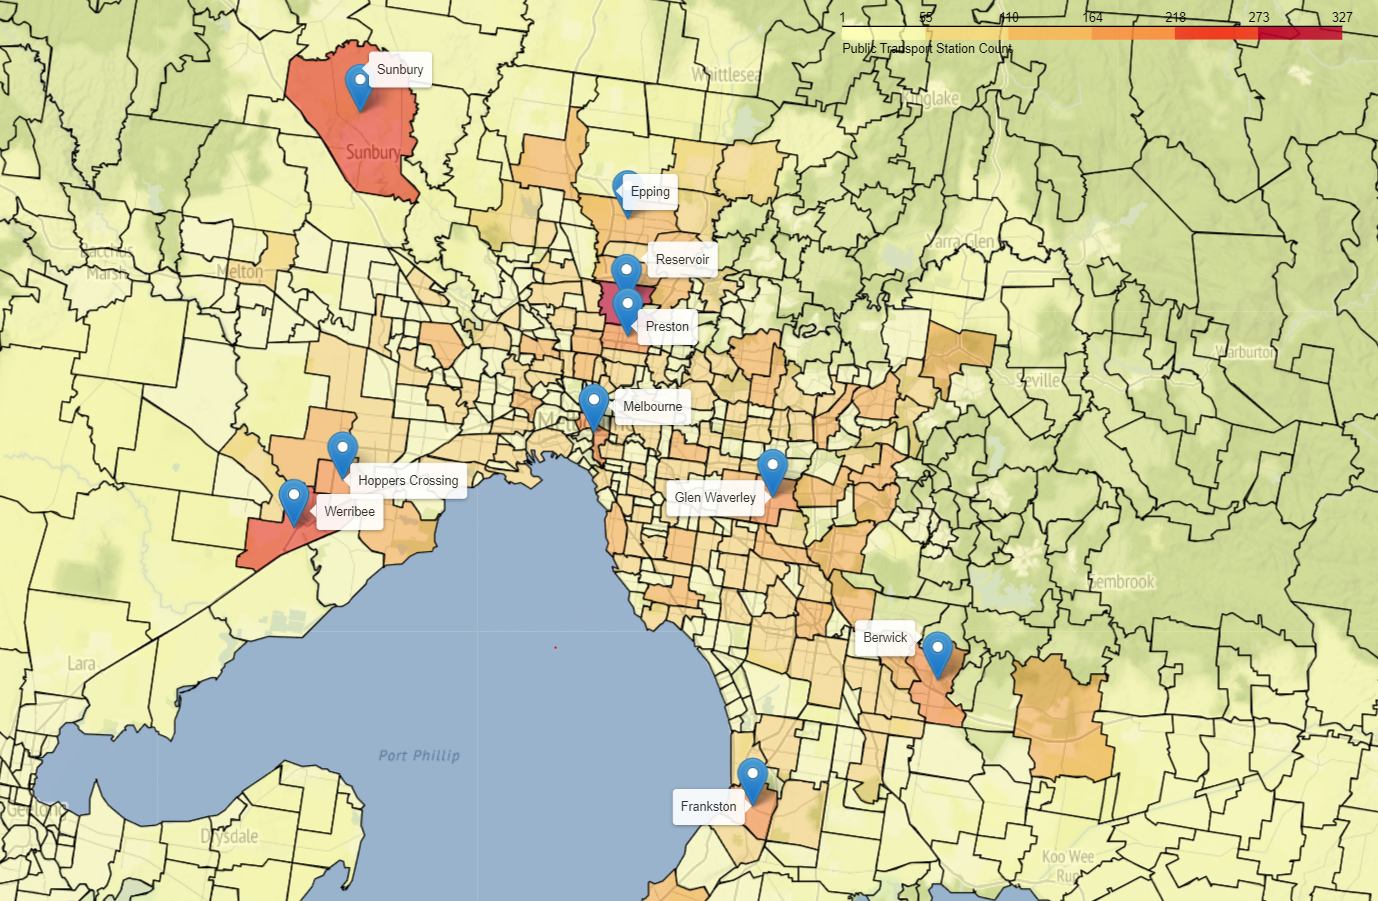 1 55 110 164 218 273 327
Public Transport Station Count
Whittlesea
Sunbury
Kinglake
Sunbury
Epping
Yarra Glen
Bacchus
Marsh
Melton
Reservoir
Preston
Warburton
Seville
Melbourne
Hoppers Crossing
Glen Waverley
Werribee
Gembrook
Berwick
Lara
Port Phillip
Frankston
Geelong
Drysdale
Koo Wee
Rup